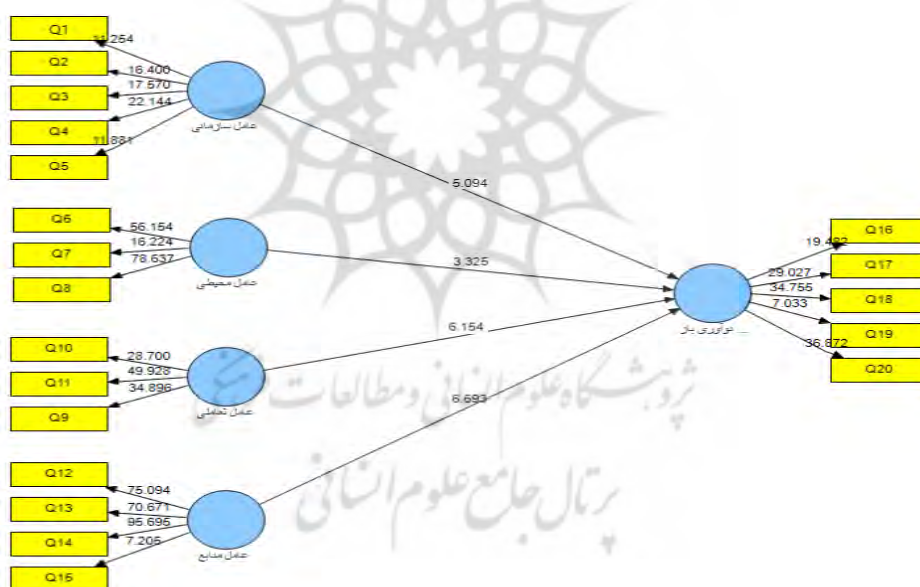 Q1
11.254
Q2
16.400
Q3
17.570
Q4
22.144
Q5
11.881
عامل سازمانی
5.094
Q6
56.154
Q7
16.224
Q8
78.637
عامل محیطی
3.325
Q10
28.700
Q11
49.928
Q9
34.896
عامل تعاملی
6.154
Q12
75.094
Q13
70.671
Q14
95.695
Q15
7.205
عامل منابع
6.693
Q16
19.482
Q17
29.027
Q18
34.755
Q19
7.033
Q20
36.872
نوآوری باز
پژوهشگاه علوم انسانی و مطالعات فرهنگی
پرتال جامع علوم انسانی